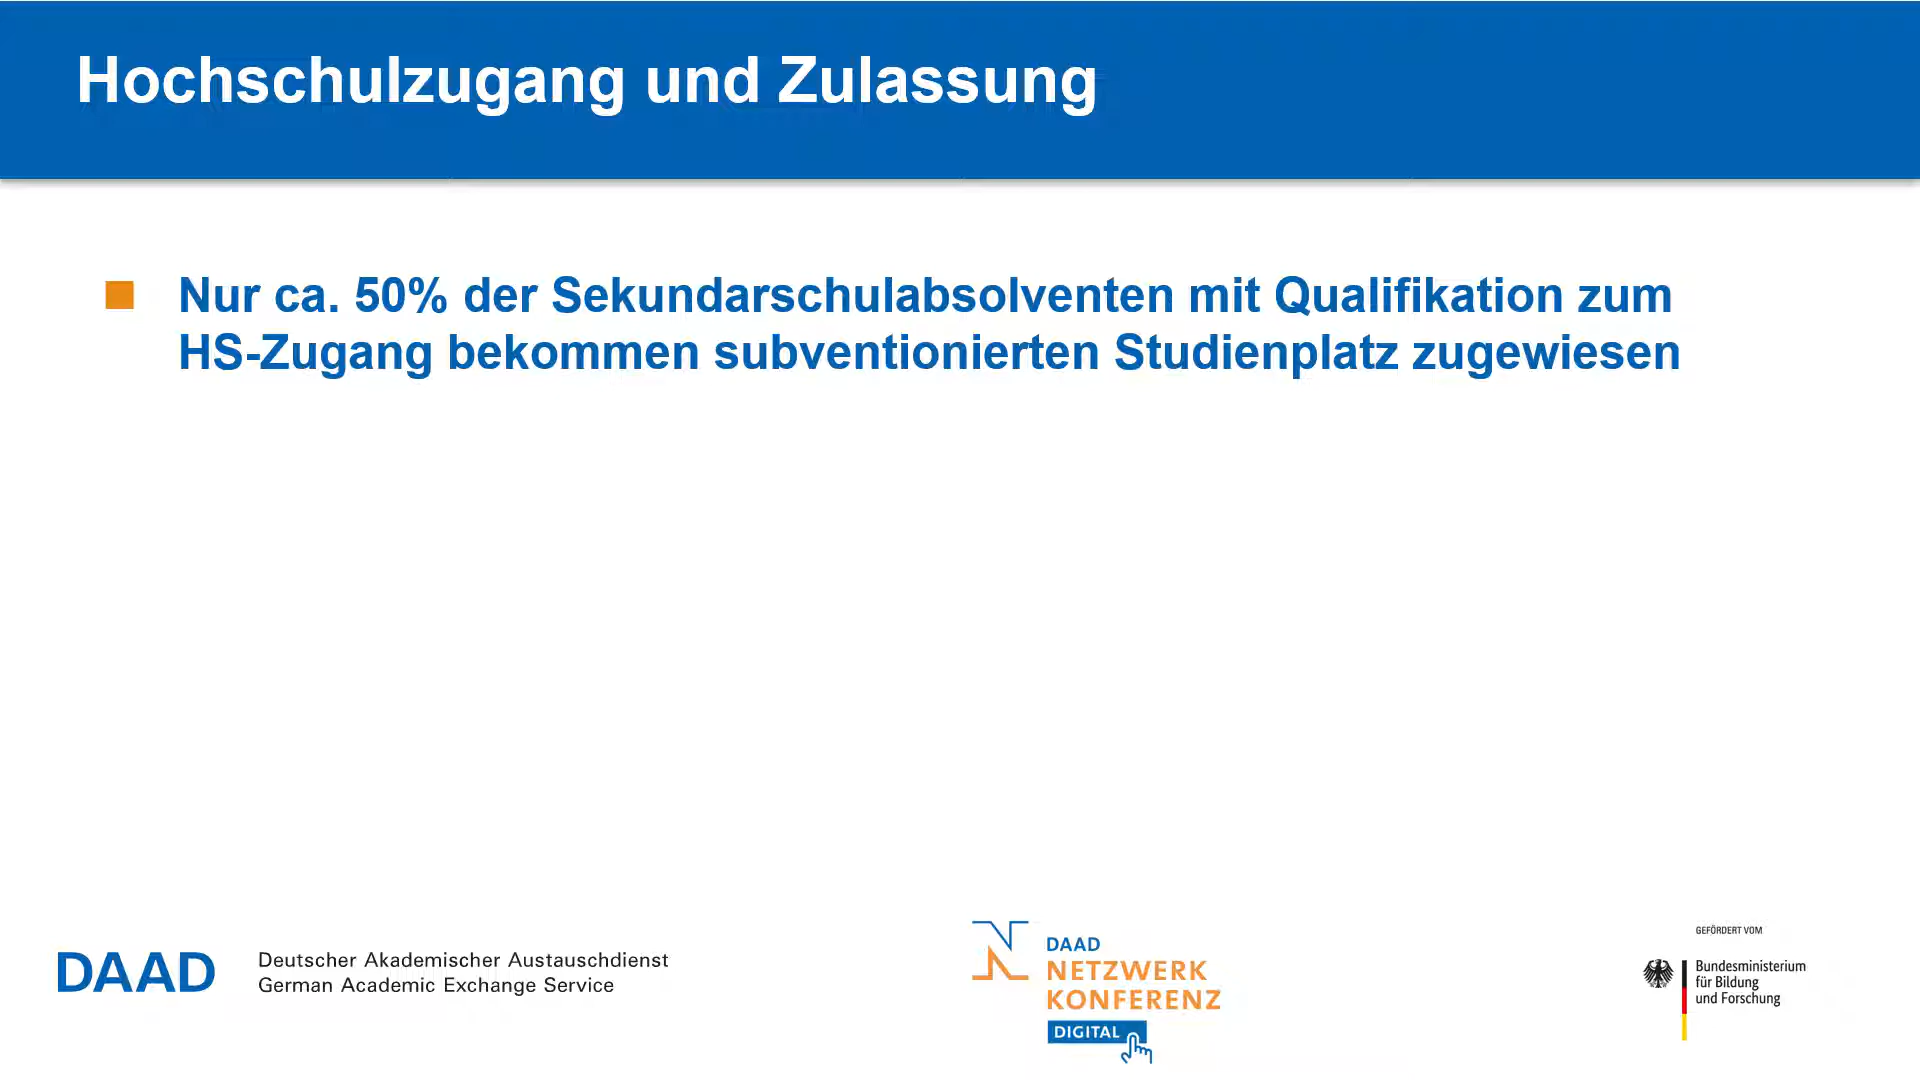 Hochschulzugang und Zulassung
Nur ca. 50% der Sekundarschulabsolventen mit Qualifikation zum
HS-Zugang bekommen subventionierten Studienplatz zugewiesen
DAAD
Deutscher Akademischer Austauschdienst
German Academic Exchange Service
DAAD
NETZWERK
KONFERENZ
DIGITAL
GEFÖRDERT VOM
Bundesministerium
für Bildung
und Forschung